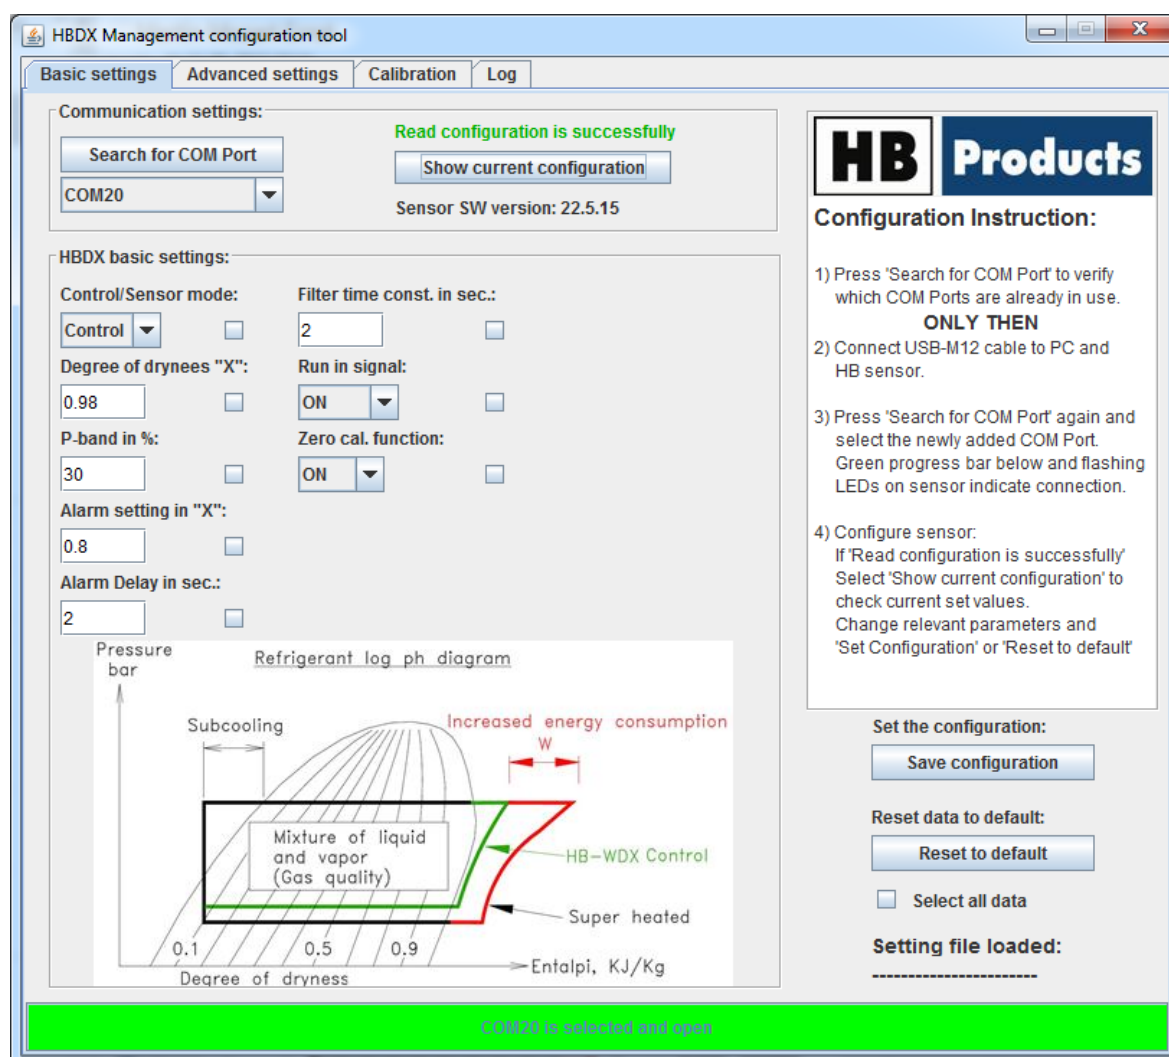 HBDX Management configuration tool
Basic settings Advanced settings Calibration Log
Communication settings:
Search for COM Port
COM20
Read configuration is successfully
Show current configuration
Sensor SW version: 22.5.15
HBDX basic settings:
Control/Sensor mode: Filter time const. in sec.:
Control 2
Degree of drynees "X": Run in signal:
0.98 ON
P-band in %: Zero cal. function:
30 ON
Alarm setting in "X":
0.8
Alarm Delay in sec.:
2
Pressure
bar
Refrigerant log ph diagram
Subcooling
Increased energy consumption
W
Mixture of liquid
and vapor
(Gas quality)
HB-WDX Control
Super heated
0.1 0.5 0.9
Entalpi, KJ/Kg
Degree of dryness
HB Products
Configuration Instruction:
1) Press 'Search for COM Port' to verify
which COM Ports are already in use.
ONLY THEN
2) Connect USB-M12 cable to PC and
HB sensor.
3) Press 'Search for COM Port' again and
select the newly added COM Port.
Green progress bar below and flashing
LEDs on sensor indicate connection.
4) Configure sensor:
If 'Read configuration is successfully'
Select 'Show current configuration' to
check current set values.
Change relevant parameters and
'Set Configuration' or 'Reset to default'
Set the configuration:
Save configuration
Reset data to default:
Reset to default
Select all data
Setting file loaded:
-----------------------
COM20 is selected and open